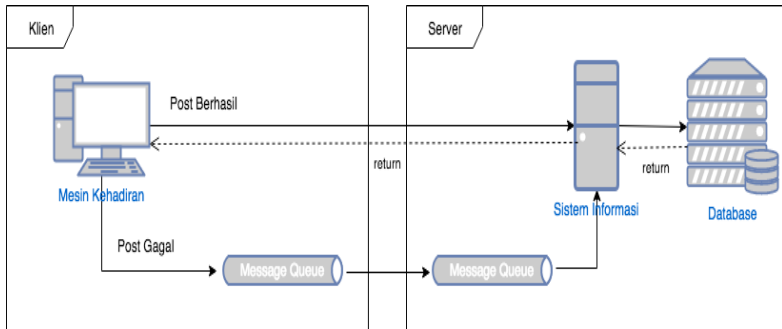 Klien
Server
Post Berhasil
return
return
Mesin Kehadiran
Sistem Informasi
Database
Post Gagal
Message Queue
Message Queue